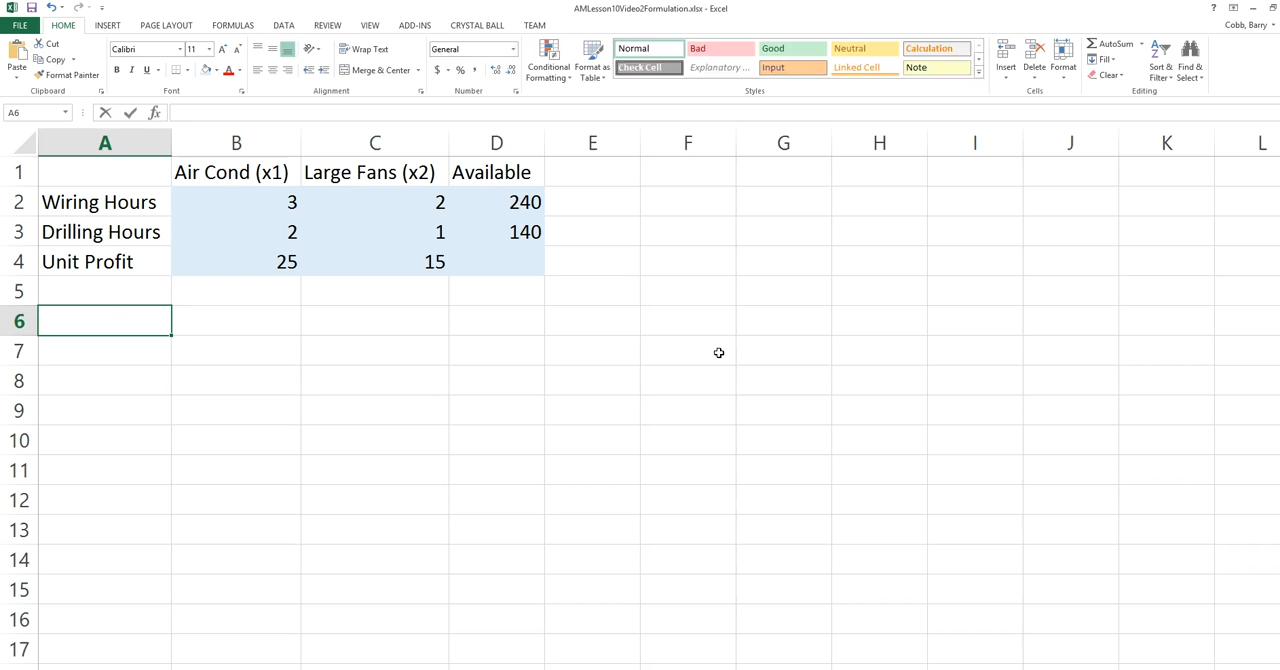 AMLesson10Video2Formulation.xlsx - Excel
?
FILE HOME INSERT PAGE LAYOUT FORMULAS DATA REVIEW VIEW ADD-INS CRYSTAL BALL TEAM
Cobb, Barry
Paste
Cut
Copy
Format Painter
Clipboard
Calibri 11
B I U
Font
Wrap Text
Merge & Center
Alignment
General
$ % ,
Number
Conditional Formatting
Format as Table
Normal Bad Good Neutral Calculation
Check Cell Explanatory ... Input Linked Cell Note
Styles
Insert Delete Format
Cells
AutoSum
Fill
Clear
Sort & Filter
Find & Select
Editing
A6
fx
A B C D E F G H I J K L
1 Air Cond (x1) Large Fans (x2) Available
2 Wiring Hours 3 2 240
3 Drilling Hours 2 1 140
4 Unit Profit 25 15
5
6
7
8
9
10
11
12
13
14
15
16
17